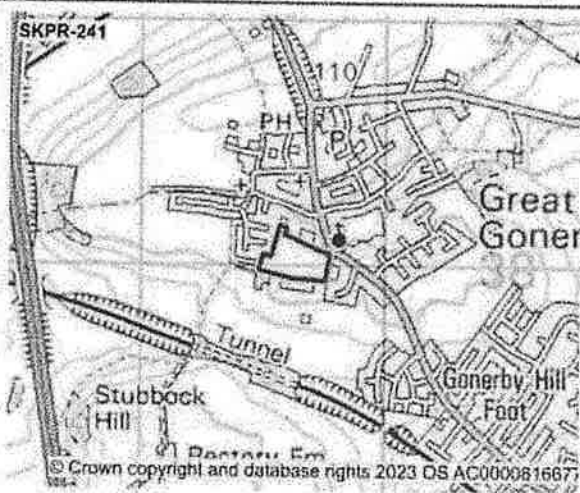 SKPR-241
110
PH
P
Great
Goner
38
Tunnel
Gonerby Hill
Foot
Stubbock
Hill
Rectory Fm
© Crown copyright and database rights 2023 OS AC0000816677